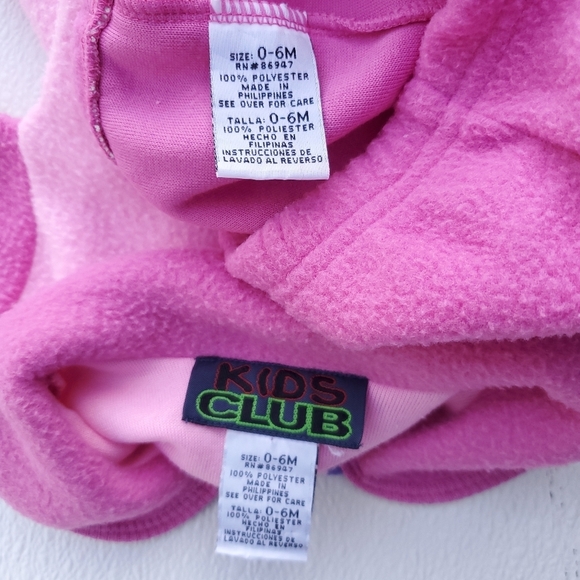 SIZE: 0-6M
RN#86947
100% POLYESTER
MADE IN
PHILIPPINES
SEE OVER FOR CARE
TALLA: 0-6M
100% POLIESTER
HECHO EN
FILIPINAS
INSTRUCCIONES DE
LAVADO AL REVERSO
KIDS
CLUB
SIZE: 0-6M
RN#86947
100% POLYESTER
MADE IN
PHILIPPINES
SEE OVER FOR CARE
TALLA: 0-6M
100% POLIESTER
HECHO EN
FILIPINAS
INSTRUCCIONES DE
LAVADO AL REVERSO